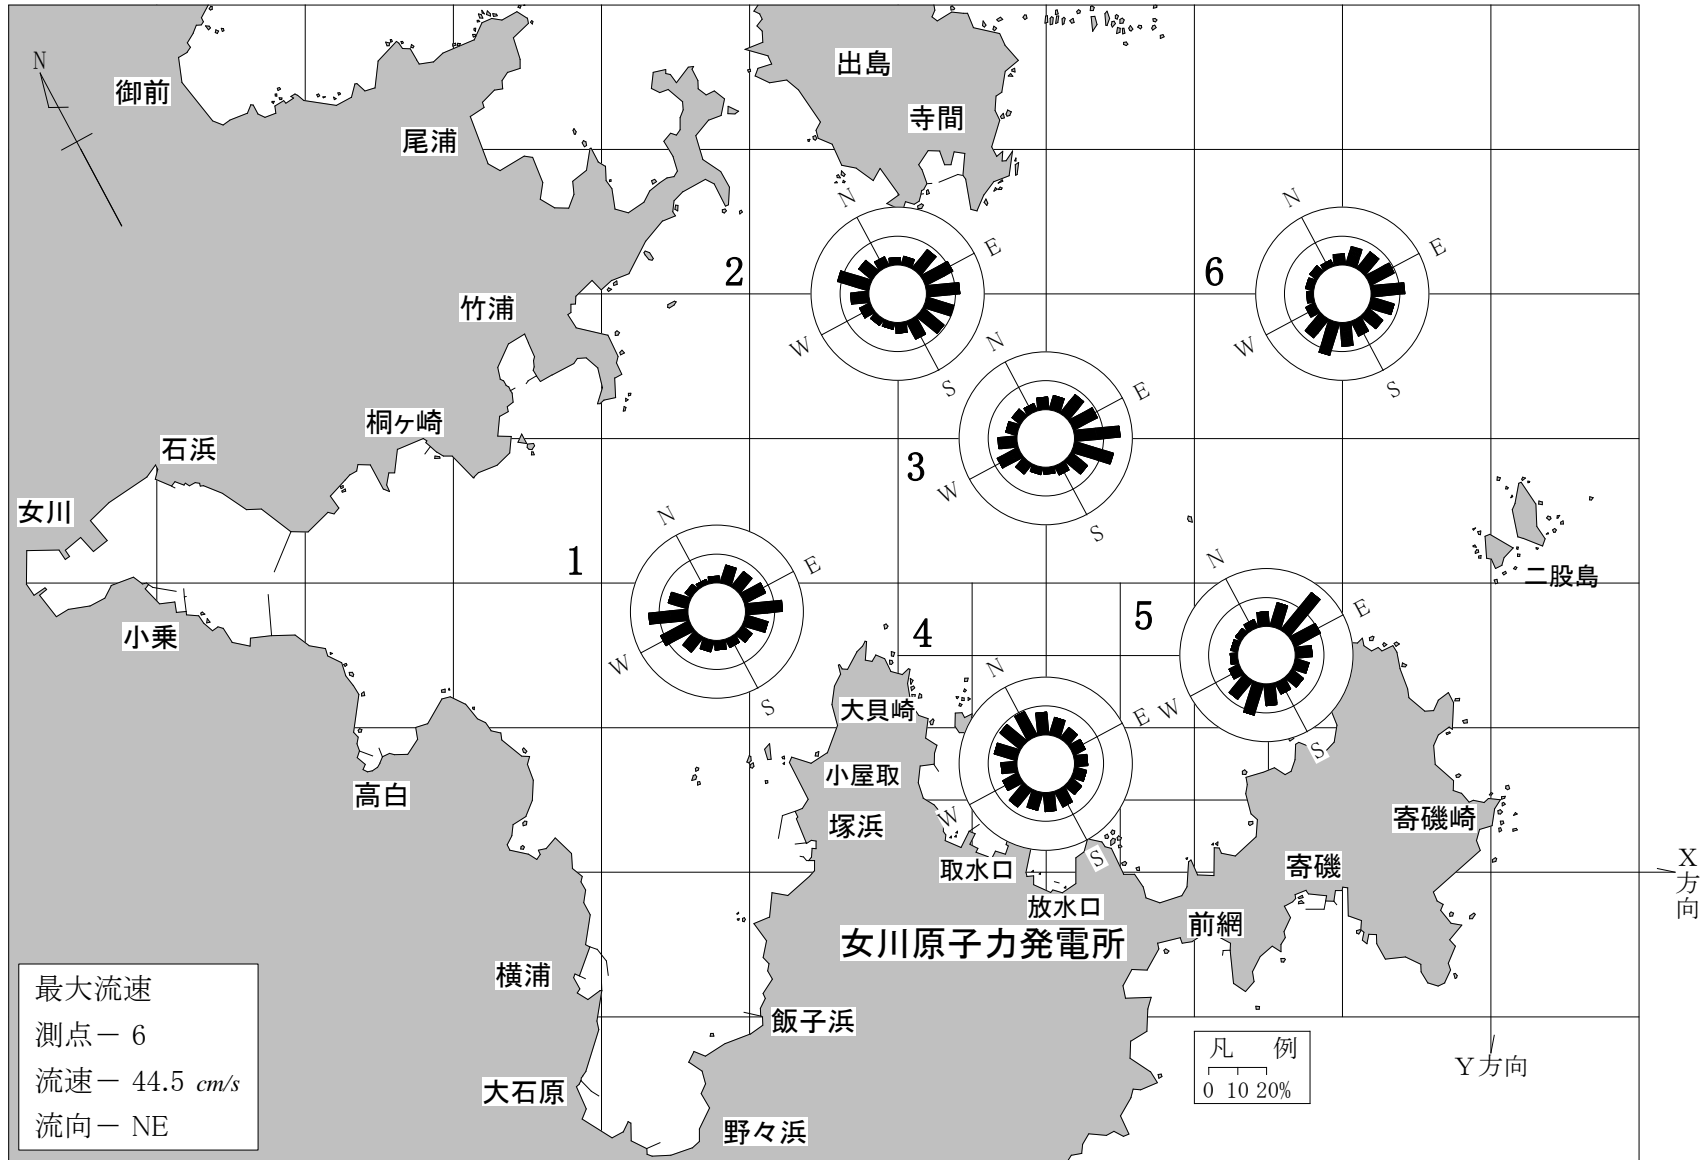 N
御前
尾浦
出島
寺間
竹浦
桐ヶ崎
石浜
女川
小乗
高白
横浦
大石原
野々浜
飯子浜
塚浜
小屋取
大貝崎
取水口
放水口
女川原子力発電所
前網
寄磯
寄磯崎
二股島
1
N
E
S
W
2
N
E
S
W
3
N
E
S
W
4
N
E
S
W
5
N
E
S
W
6
N
E
S
W
X方向
Y方向
凡 例
0 10 20%
最大流速
測点－ 6
流速－ 44.5 cm/s
流向－ NE